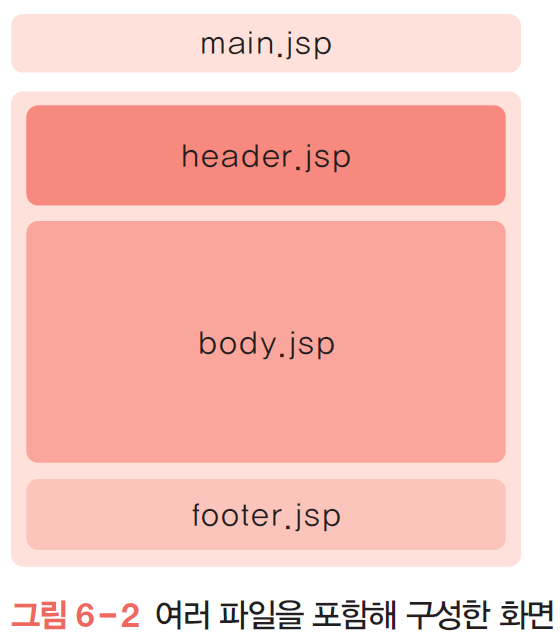 main.jsp
header.jsp
body.jsp
footer.jsp
그림 6-2 여러 파일을 포함해 구성한 화면